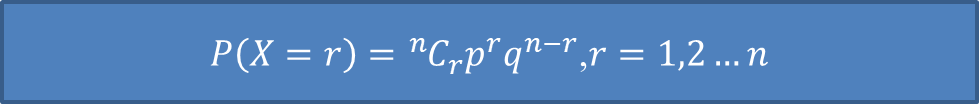 P(X = r) = ⁿCᵣpʳqⁿ⁻ʳ,r = 1,2 … n